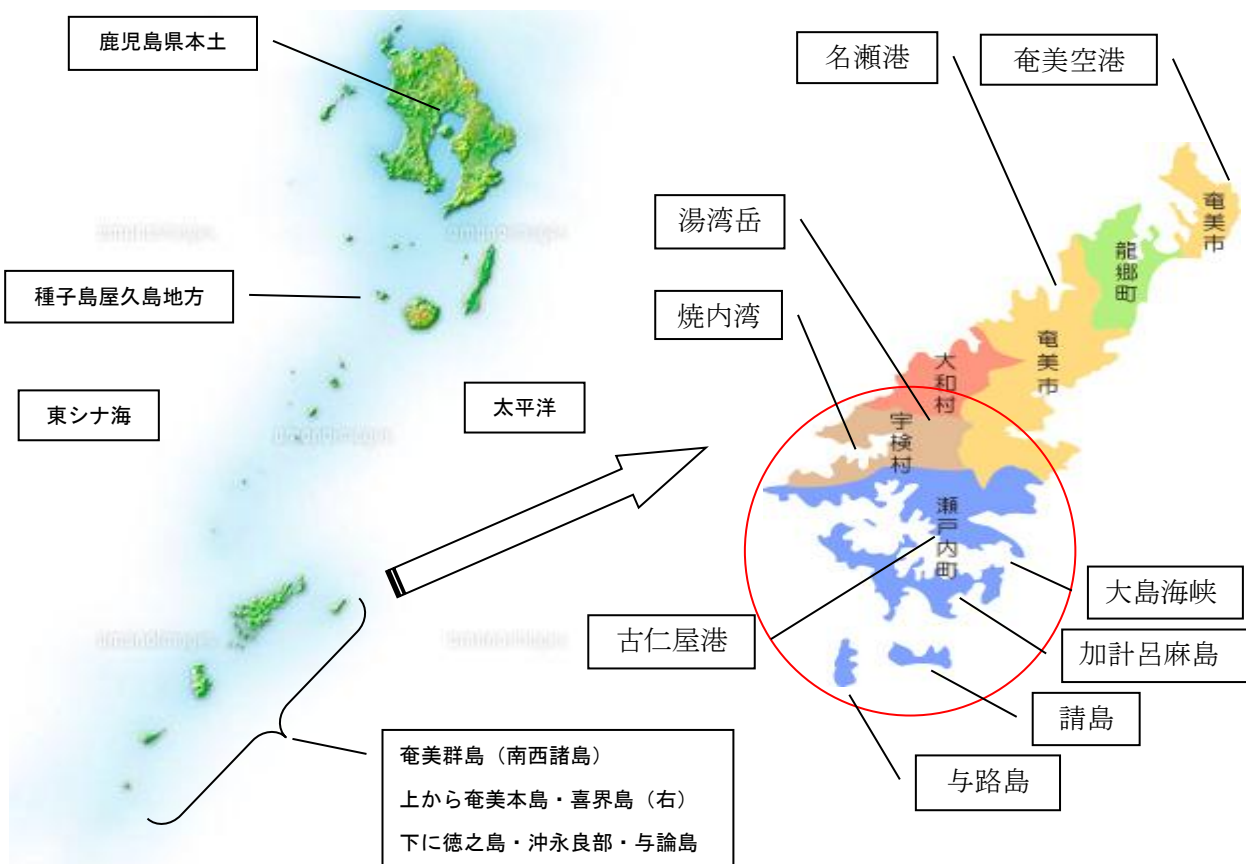 鹿児島県本土
名瀬港
奄美空港
湯湾岳
種子島屋久島地方
焼内湾
東シナ海
太平洋
奄美市
龍郷町
奄美市
大和村
宇検村
瀬戸内町
大島海峡
古仁屋港
加計呂麻島
請島
与路島
奄美群島（南西諸島）
上から奄美本島・喜界島（右）
下に徳之島・沖永良部・与論島